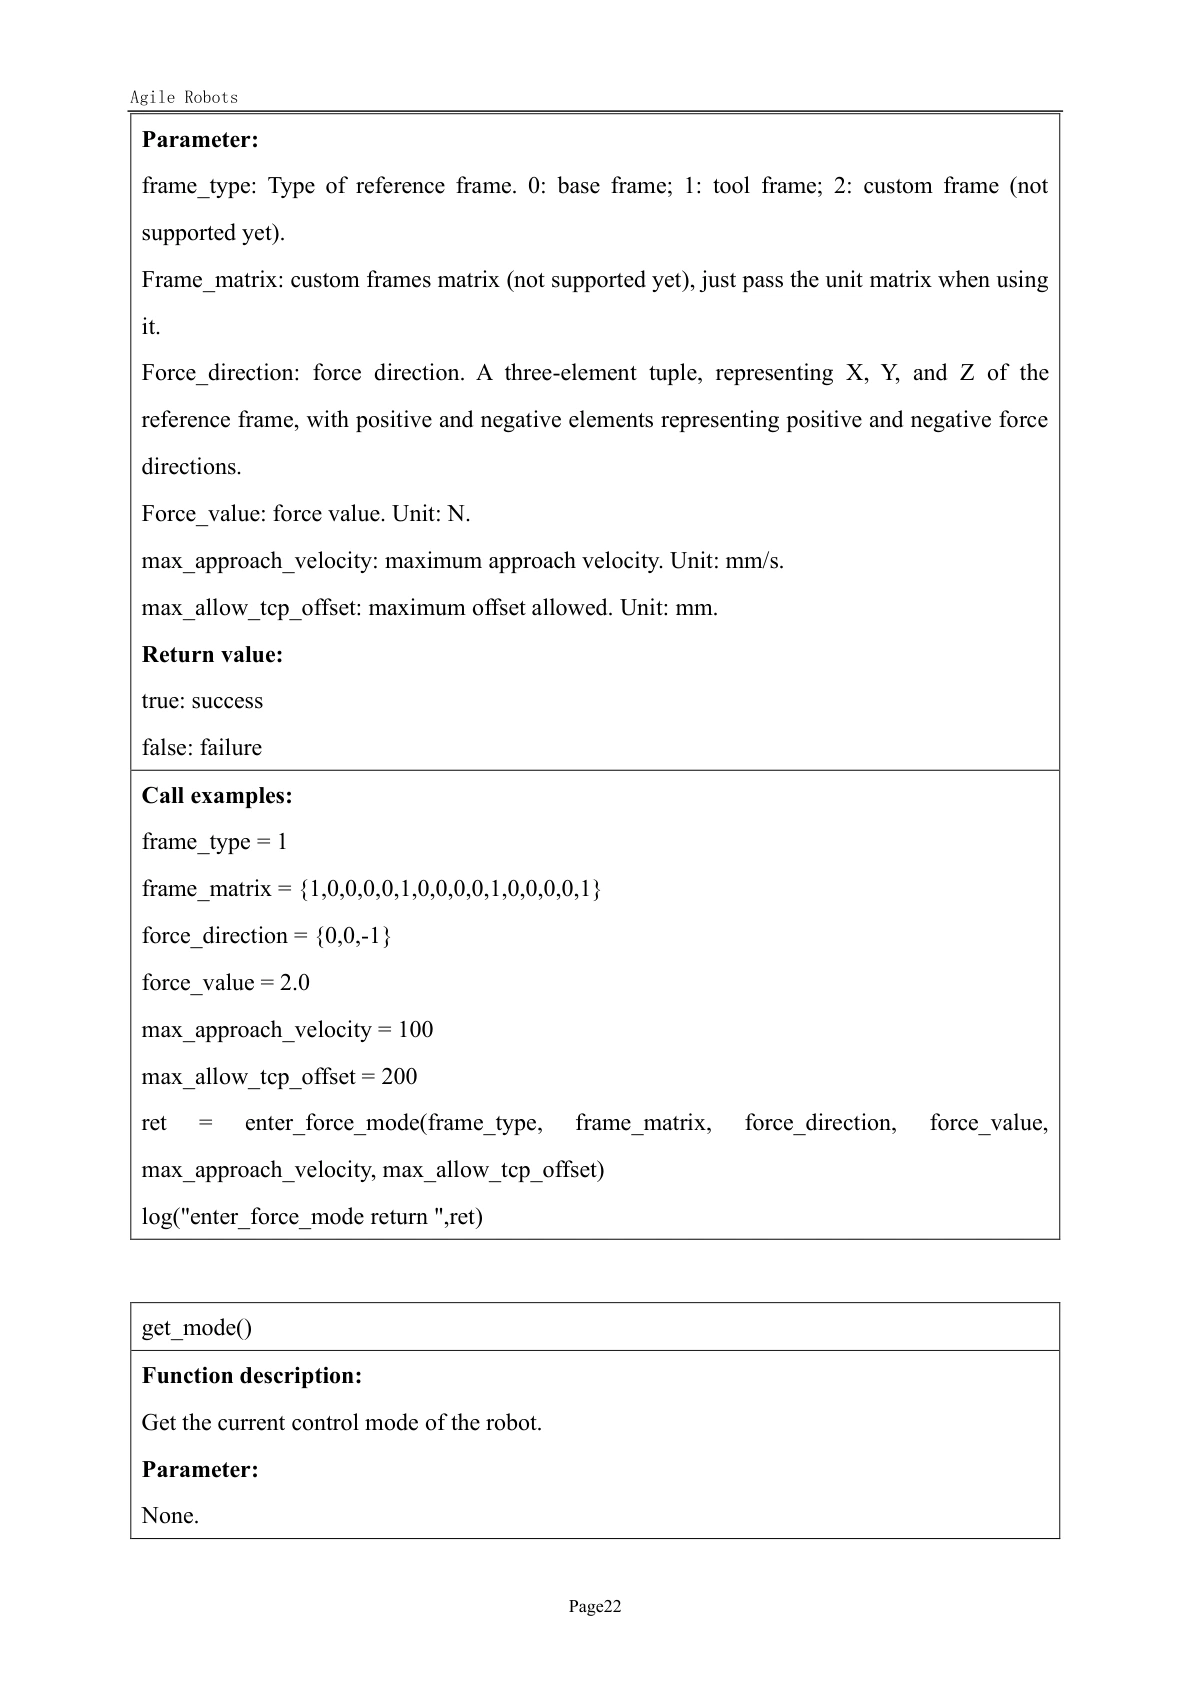 Agile Robots
Parameter:
frame_type: Type of reference frame. 0: base frame; 1: tool frame; 2: custom frame (not
supported yet).
Frame_matrix: custom frames matrix (not supported yet), just pass the unit matrix when using
it.
Force_direction: force direction. A three-element tuple, representing X, Y, and Z of the
reference frame, with positive and negative elements representing positive and negative force
directions.
Force_value: force value. Unit: N.
max_approach_velocity: maximum approach velocity. Unit: mm/s.
max_allow_tcp_offset: maximum offset allowed. Unit: mm.
Return value:
true: success
false: failure
Call examples:
frame_type = 1
frame_matrix = {1,0,0,0,0,1,0,0,0,0,1,0,0,0,0,1}
force_direction = {0,0,-1}
force_value = 2.0
max_approach_velocity = 100
max_allow_tcp_offset = 200
ret = enter_force_mode(frame_type, frame_matrix, force_direction, force_value,
max_approach_velocity, max_allow_tcp_offset)
log("enter_force_mode return ",ret)
get_mode()
Function description:
Get the current control mode of the robot.
Parameter:
None.
Page22